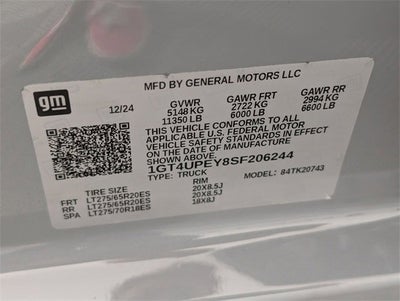 gm
MFD BY GENERAL MOTORS LLC
12/24 GVWR GAWR FRT GAWR RR
5148 KG 2722 KG 2994 KG
11350 LB 6000 LB 6600 LB
THIS VEHICLE CONFORMS TO ALL
APPLICABLE U.S. FEDERAL MOTOR
VEHICLE SAFETY STANDARDS IN EFFECT
ON THE DATE OF MANUFACTURE
SHOWN ABOVE.
1GT4UPEY8SF206244
TYPE: TRUCK MODEL: 84TK20743
TIRE SIZE RIM
FRT LT275/65R20ES 20X8.5J
RR LT275/65R20ES 20X8.5J
SPA LT275/70R18ES 18X8J